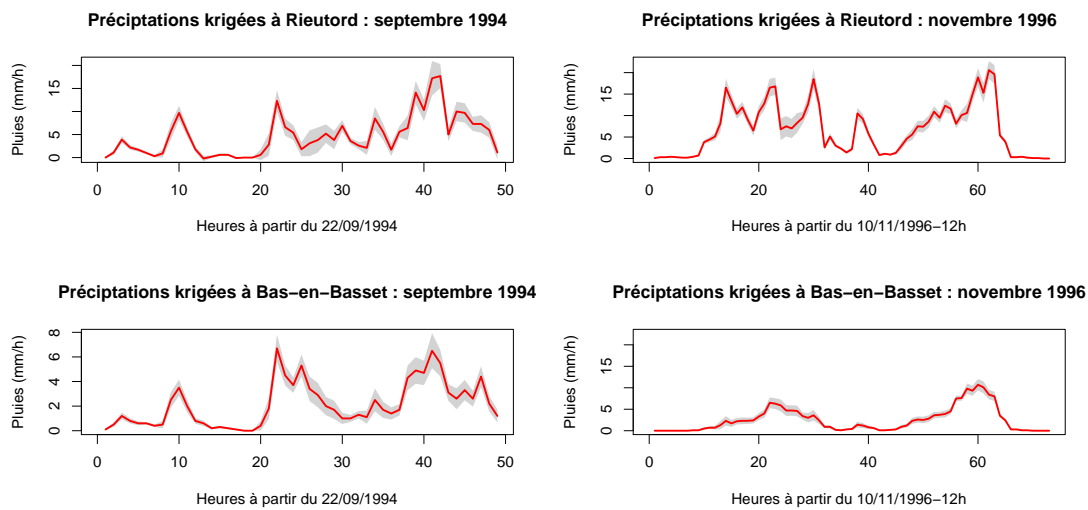 Préciptations krigées à Rieutord : septembre 1994
Pluies (mm/h)
0 5 15
0 10 20 30 40 50
Heures à partir du 22/09/1994
Préciptations krigées à Rieutord : novembre 1996
Pluies (mm/h)
0 5 15
0 20 40 60
Heures à partir du 10/11/1996−12h
Préciptations krigées à Bas−en−Basset : septembre 1994
Pluies (mm/h)
0 2 4 6 8
0 10 20 30 40 50
Heures à partir du 22/09/1994
Préciptations krigées à Bas−en−Basset : novembre 1996
Pluies (mm/h)
0 5 15
0 20 40 60
Heures à partir du 10/11/1996−12h